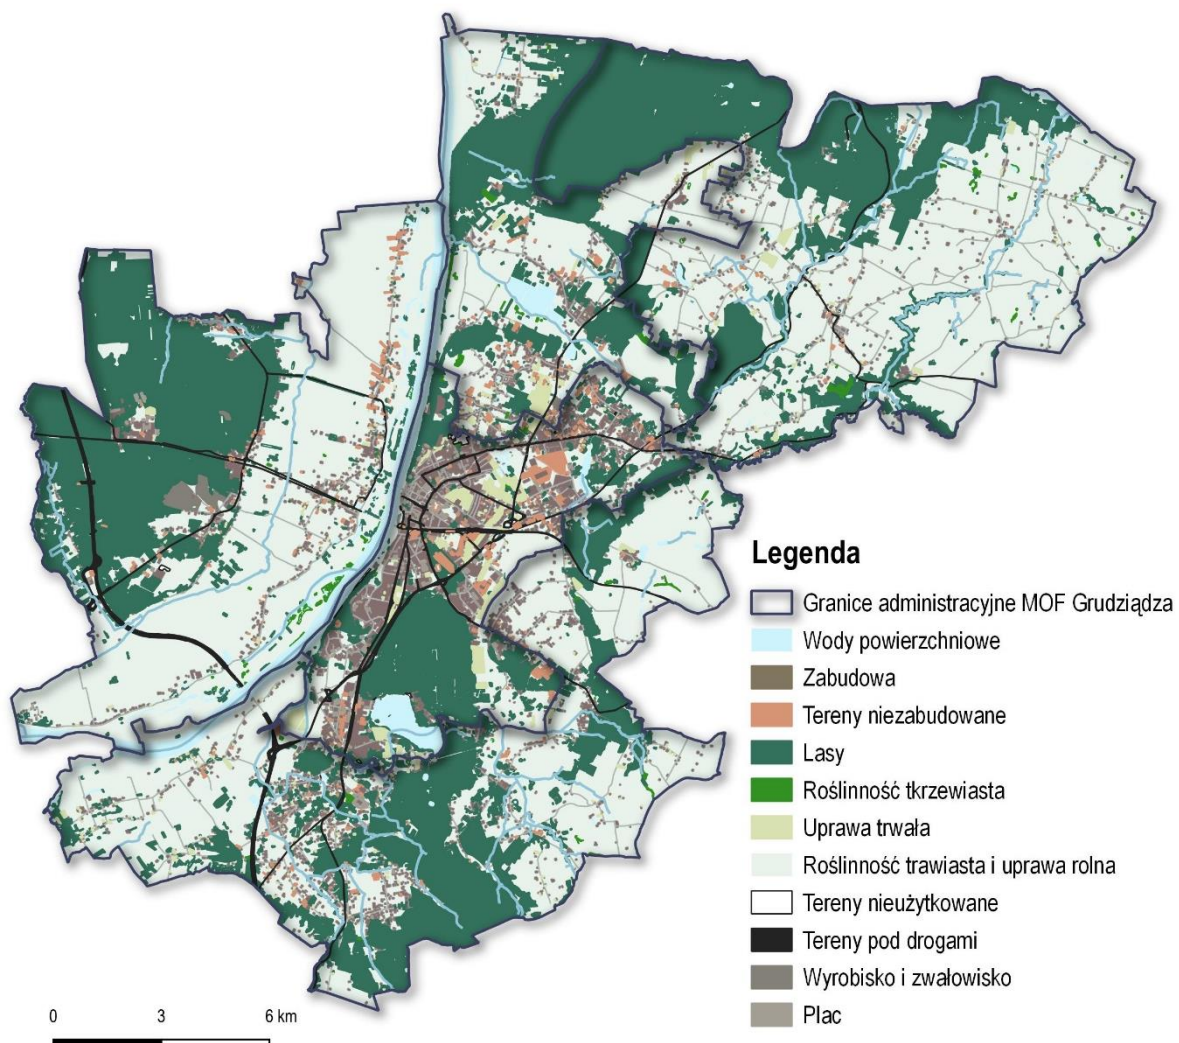 Legenda
Granice administracyjne MOF Grudziądza
Wody powierzchniowe
Zabudowa
Tereny niezabudowane
Lasy
Roślinność tkrzewiasta
Uprawa trwała
Roślinność trawiasta i uprawa rolna
Tereny nieużytkowane
Tereny pod drogami
Wyrobisko i zwałowisko
Plac
0 3 6 km